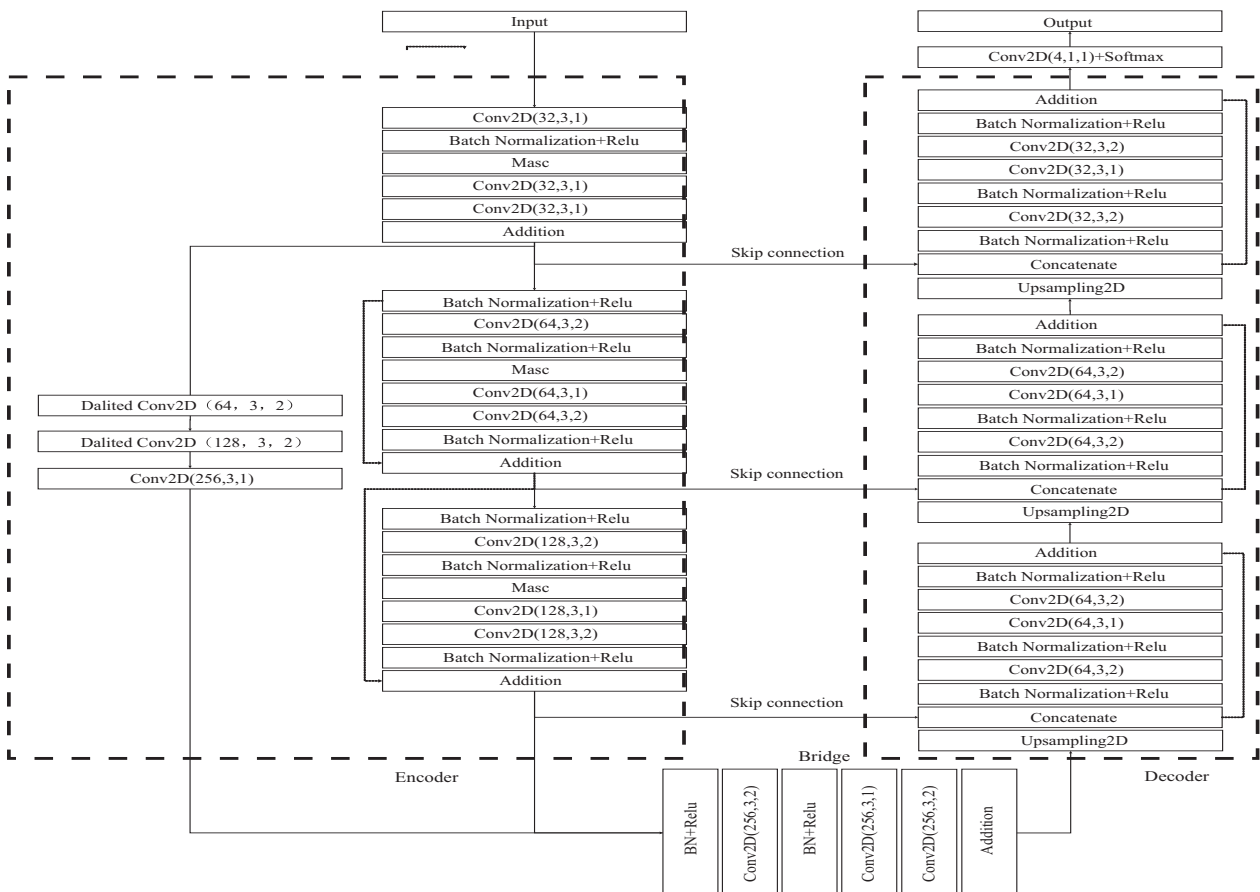 Input
Conv2D(32,3,1)
Batch Normalization+Relu
Masc
Conv2D(32,3,1)
Conv2D(32,3,1)
Addition
Batch Normalization+Relu
Conv2D(64,3,2)
Batch Normalization+Relu
Masc
Conv2D(64,3,1)
Conv2D(64,3,2)
Batch Normalization+Relu
Addition
Batch Normalization+Relu
Conv2D(128,3,2)
Batch Normalization+Relu
Masc
Conv2D(128,3,1)
Conv2D(128,3,2)
Batch Normalization+Relu
Addition
Dalited Conv2D（64，3，2）
Dalited Conv2D（128，3，2）
Conv2D(256,3,1)
Encoder
Skip connection
Skip connection
Skip connection
Bridge
BN+Relu
Conv2D(256,3,2)
BN+Relu
Conv2D(256,3,1)
Conv2D(256,3,2)
Addition
Output
Conv2D(4,1,1)+Softmax
Addition
Batch Normalization+Relu
Conv2D(32,3,2)
Conv2D(32,3,1)
Batch Normalization+Relu
Conv2D(32,3,2)
Batch Normalization+Relu
Concatenate
Upsampling2D
Addition
Batch Normalization+Relu
Conv2D(64,3,2)
Conv2D(64,3,1)
Batch Normalization+Relu
Conv2D(64,3,2)
Batch Normalization+Relu
Concatenate
Upsampling2D
Addition
Batch Normalization+Relu
Conv2D(64,3,2)
Conv2D(64,3,1)
Batch Normalization+Relu
Conv2D(64,3,2)
Batch Normalization+Relu
Concatenate
Upsampling2D
Decoder